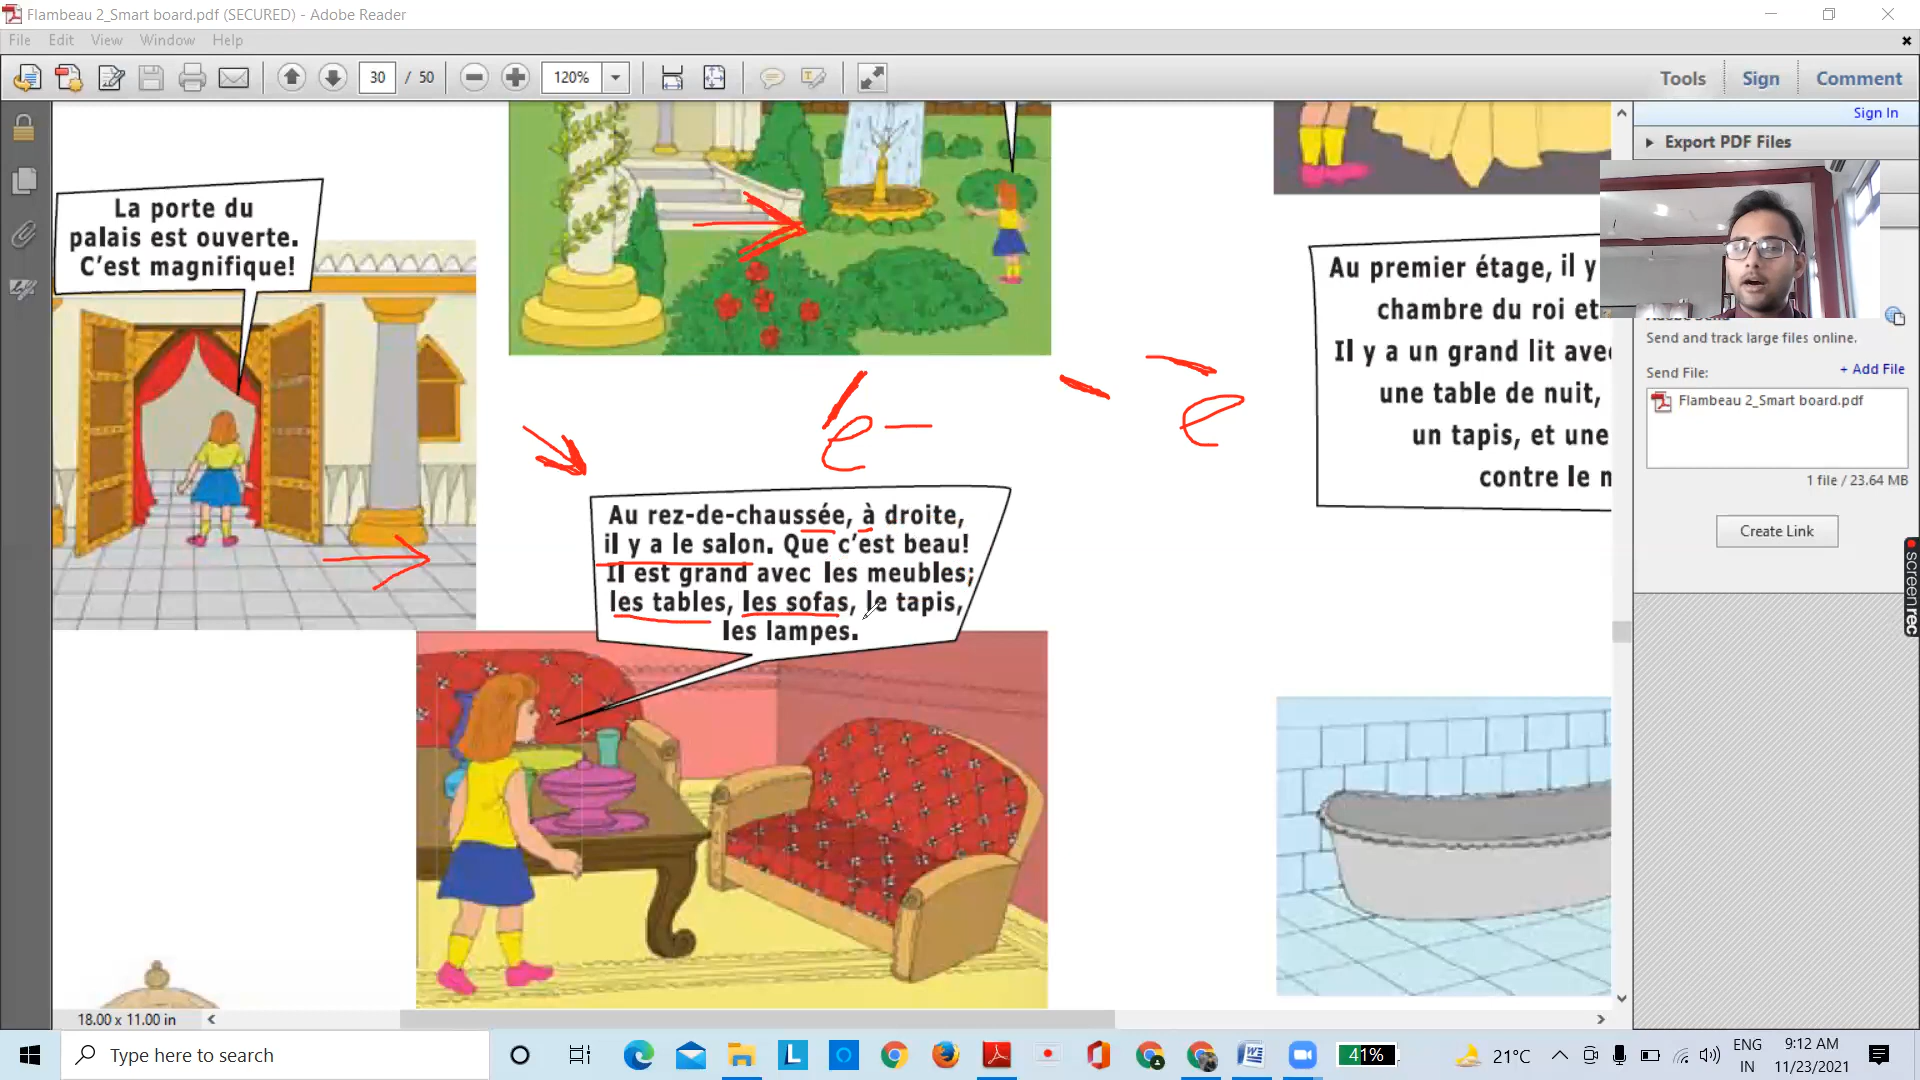 Flambeau 2_Smart board.pdf (SECURED) - Adobe Reader
File Edit View Window Help
30 / 50 120% Tools Sign Comment
Sign In
Export PDF Files
La porte du
palais est ouverte.
C'est magnifique!
Au premier étage, il y
chambre du roi et
Il y a un grand lit avec
une table de nuit,
un tapis, et une
contre le
Send and track large files online.
Send File: + Add File
Flambeau 2_Smart board.pdf
1 file / 23.64 MB
Create Link
e e
Au rez-de-chaussée, à droite,
il y a le salon. Que c'est beau!
Il est grand avec les meubles;
les tables, les sofas, le tapis,
les lampes.
screenrec
18.00 x 11.00 in
Type here to search
41% 21°C ENG IN 9:12 AM 11/23/2021